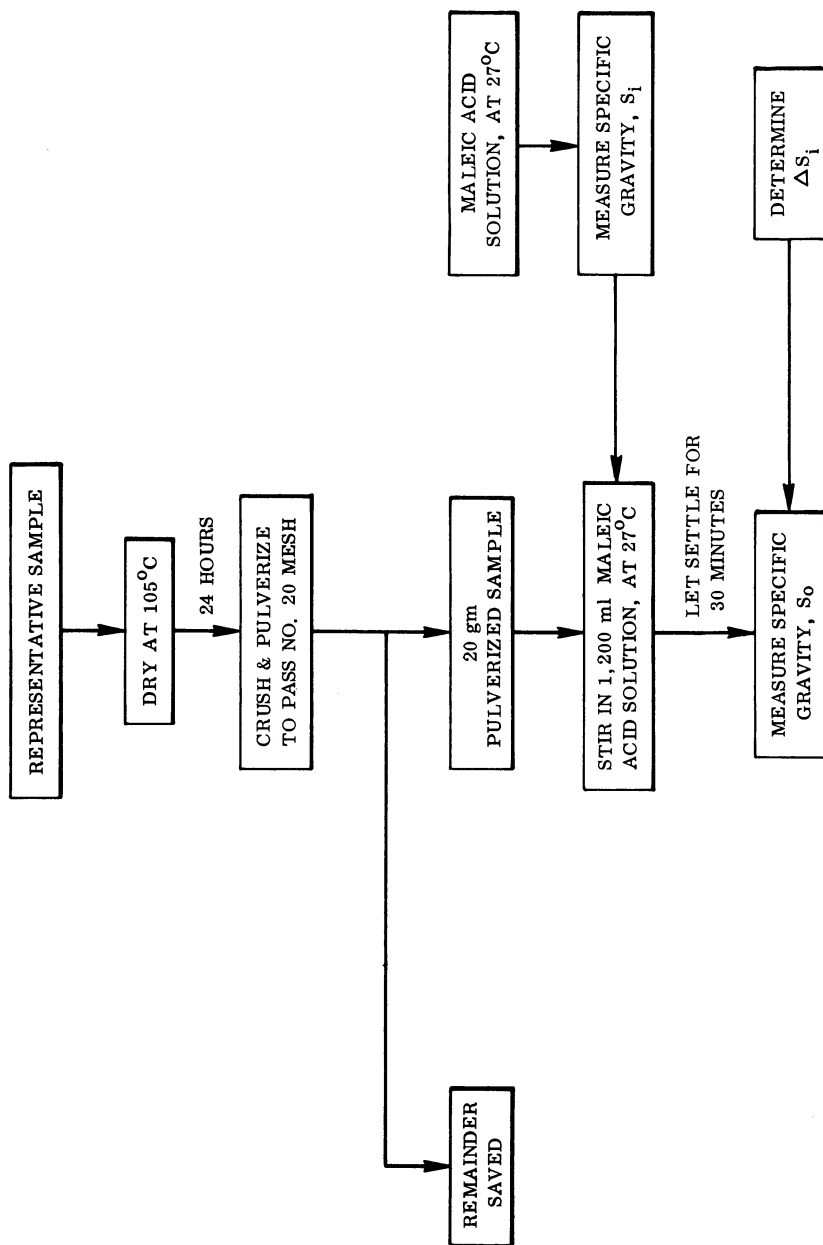 REPRESENTATIVE SAMPLE
DRY AT 105°C
24 HOURS
CRUSH & PULVERIZE
TO PASS NO. 20 MESH
REMAINDER
SAVED
20 gm
PULVERIZED SAMPLE
MALEIC ACID
SOLUTION, AT 27°C
MEASURE SPECIFIC
GRAVITY, Si
STIR IN 1,200 ml MALEIC
ACID SOLUTION, AT 27°C
LET SETTLE FOR
30 MINUTES
MEASURE SPECIFIC
GRAVITY, So
DETERMINE
ΔSi